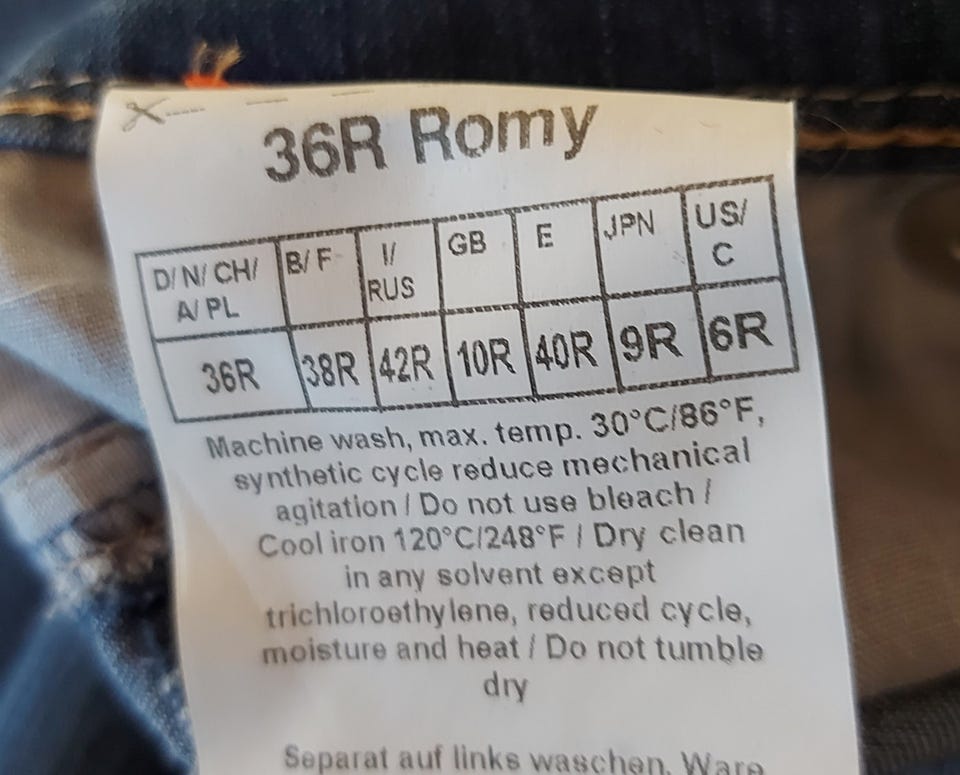 36R Romy
D/ N/ CH/ A/ PL B/ F I/ RUS GB E JPN US/ C
36R 38R 42R 10R 40R 9R 6R
Machine wash, max. temp. 30°C/86°F,
synthetic cycle reduce mechanical
agitation / Do not use bleach /
Cool iron 120°C/248°F / Dry clean
in any solvent except
trichloroethylene, reduced cycle,
moisture and heat / Do not tumble
dry
Separat auf links waschen. Ware